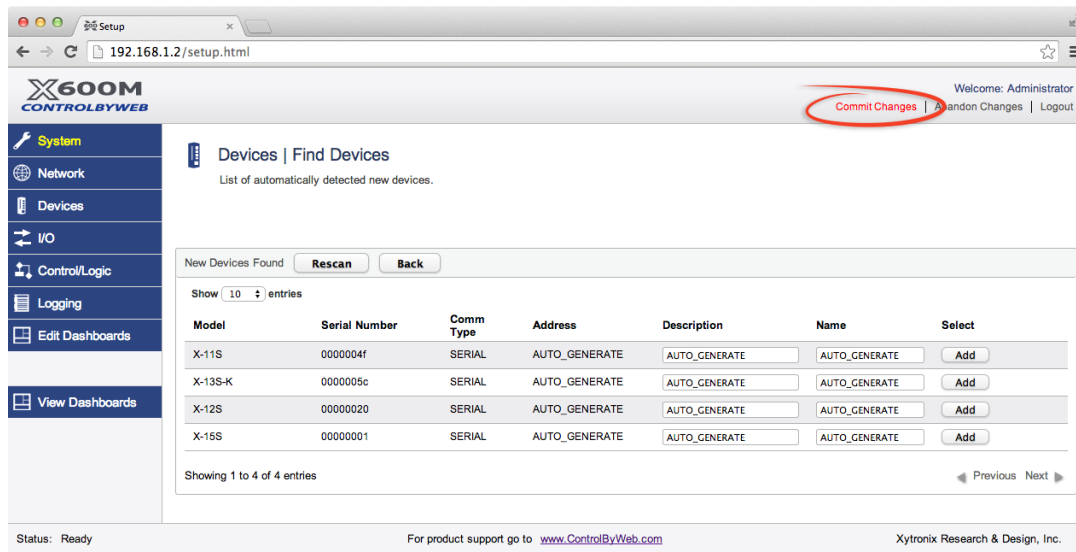 Setup
192.168.1.2/setup.html
X600M
CONTROLBYWEB
Welcome: Administrator
Commit Changes | Abandon Changes | Logout
System
Network
Devices
I/O
Control/Logic
Logging
Edit Dashboards
View Dashboards
Devices | Find Devices
List of automatically detected new devices.
New Devices Found Rescan Back
Show 10 entries
Model Serial Number Comm Type Address Description Name Select
X-11S 0000004f SERIAL AUTO_GENERATE AUTO_GENERATE AUTO_GENERATE Add
X-13S-K 0000005c SERIAL AUTO_GENERATE AUTO_GENERATE AUTO_GENERATE Add
X-12S 00000020 SERIAL AUTO_GENERATE AUTO_GENERATE AUTO_GENERATE Add
X-15S 00000001 SERIAL AUTO_GENERATE AUTO_GENERATE AUTO_GENERATE Add
Showing 1 to 4 of 4 entries
Previous Next
Status: Ready
For product support go to www.ControlByWeb.com
Xytronix Research & Design, Inc.